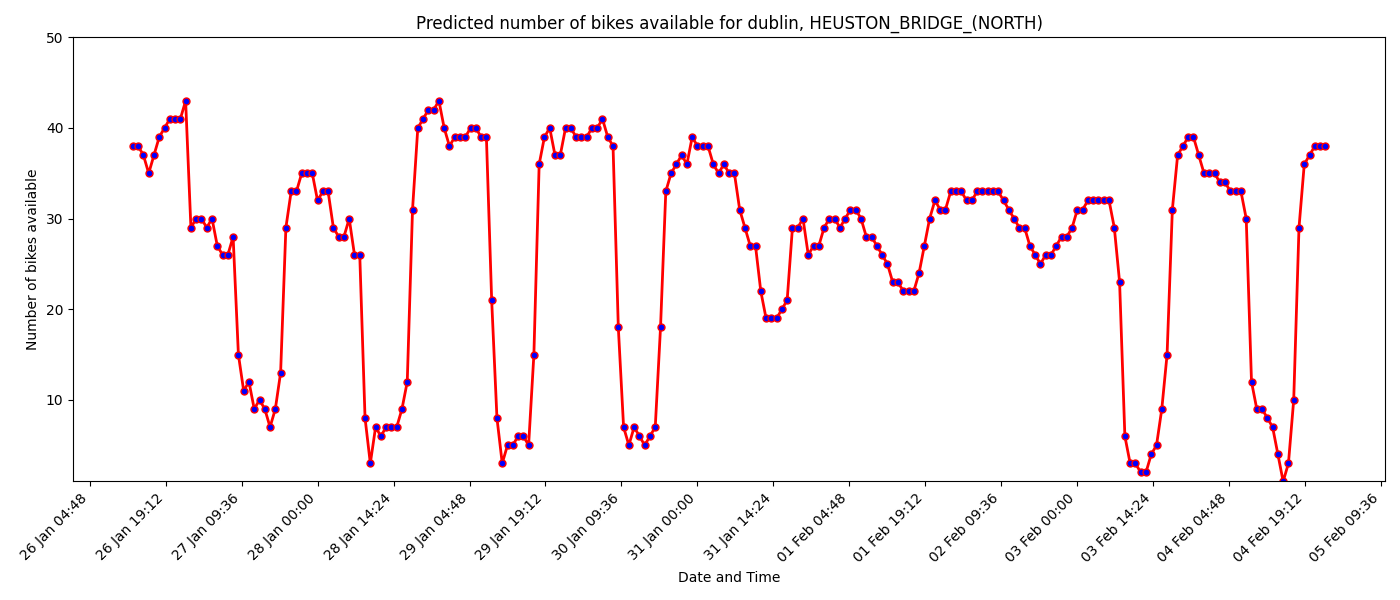 Predicted number of bikes available for dublin, HEUSTON_BRIDGE_(NORTH)
Number of bikes available
50
40
30
20
10
26 Jan 04:48
26 Jan 19:12
27 Jan 09:36
28 Jan 00:00
28 Jan 14:24
29 Jan 04:48
29 Jan 19:12
30 Jan 09:36
31 Jan 00:00
31 Jan 14:24
01 Feb 04:48
01 Feb 19:12
02 Feb 09:36
03 Feb 00:00
03 Feb 14:24
04 Feb 04:48
04 Feb 19:12
05 Feb 09:36
Date and Time